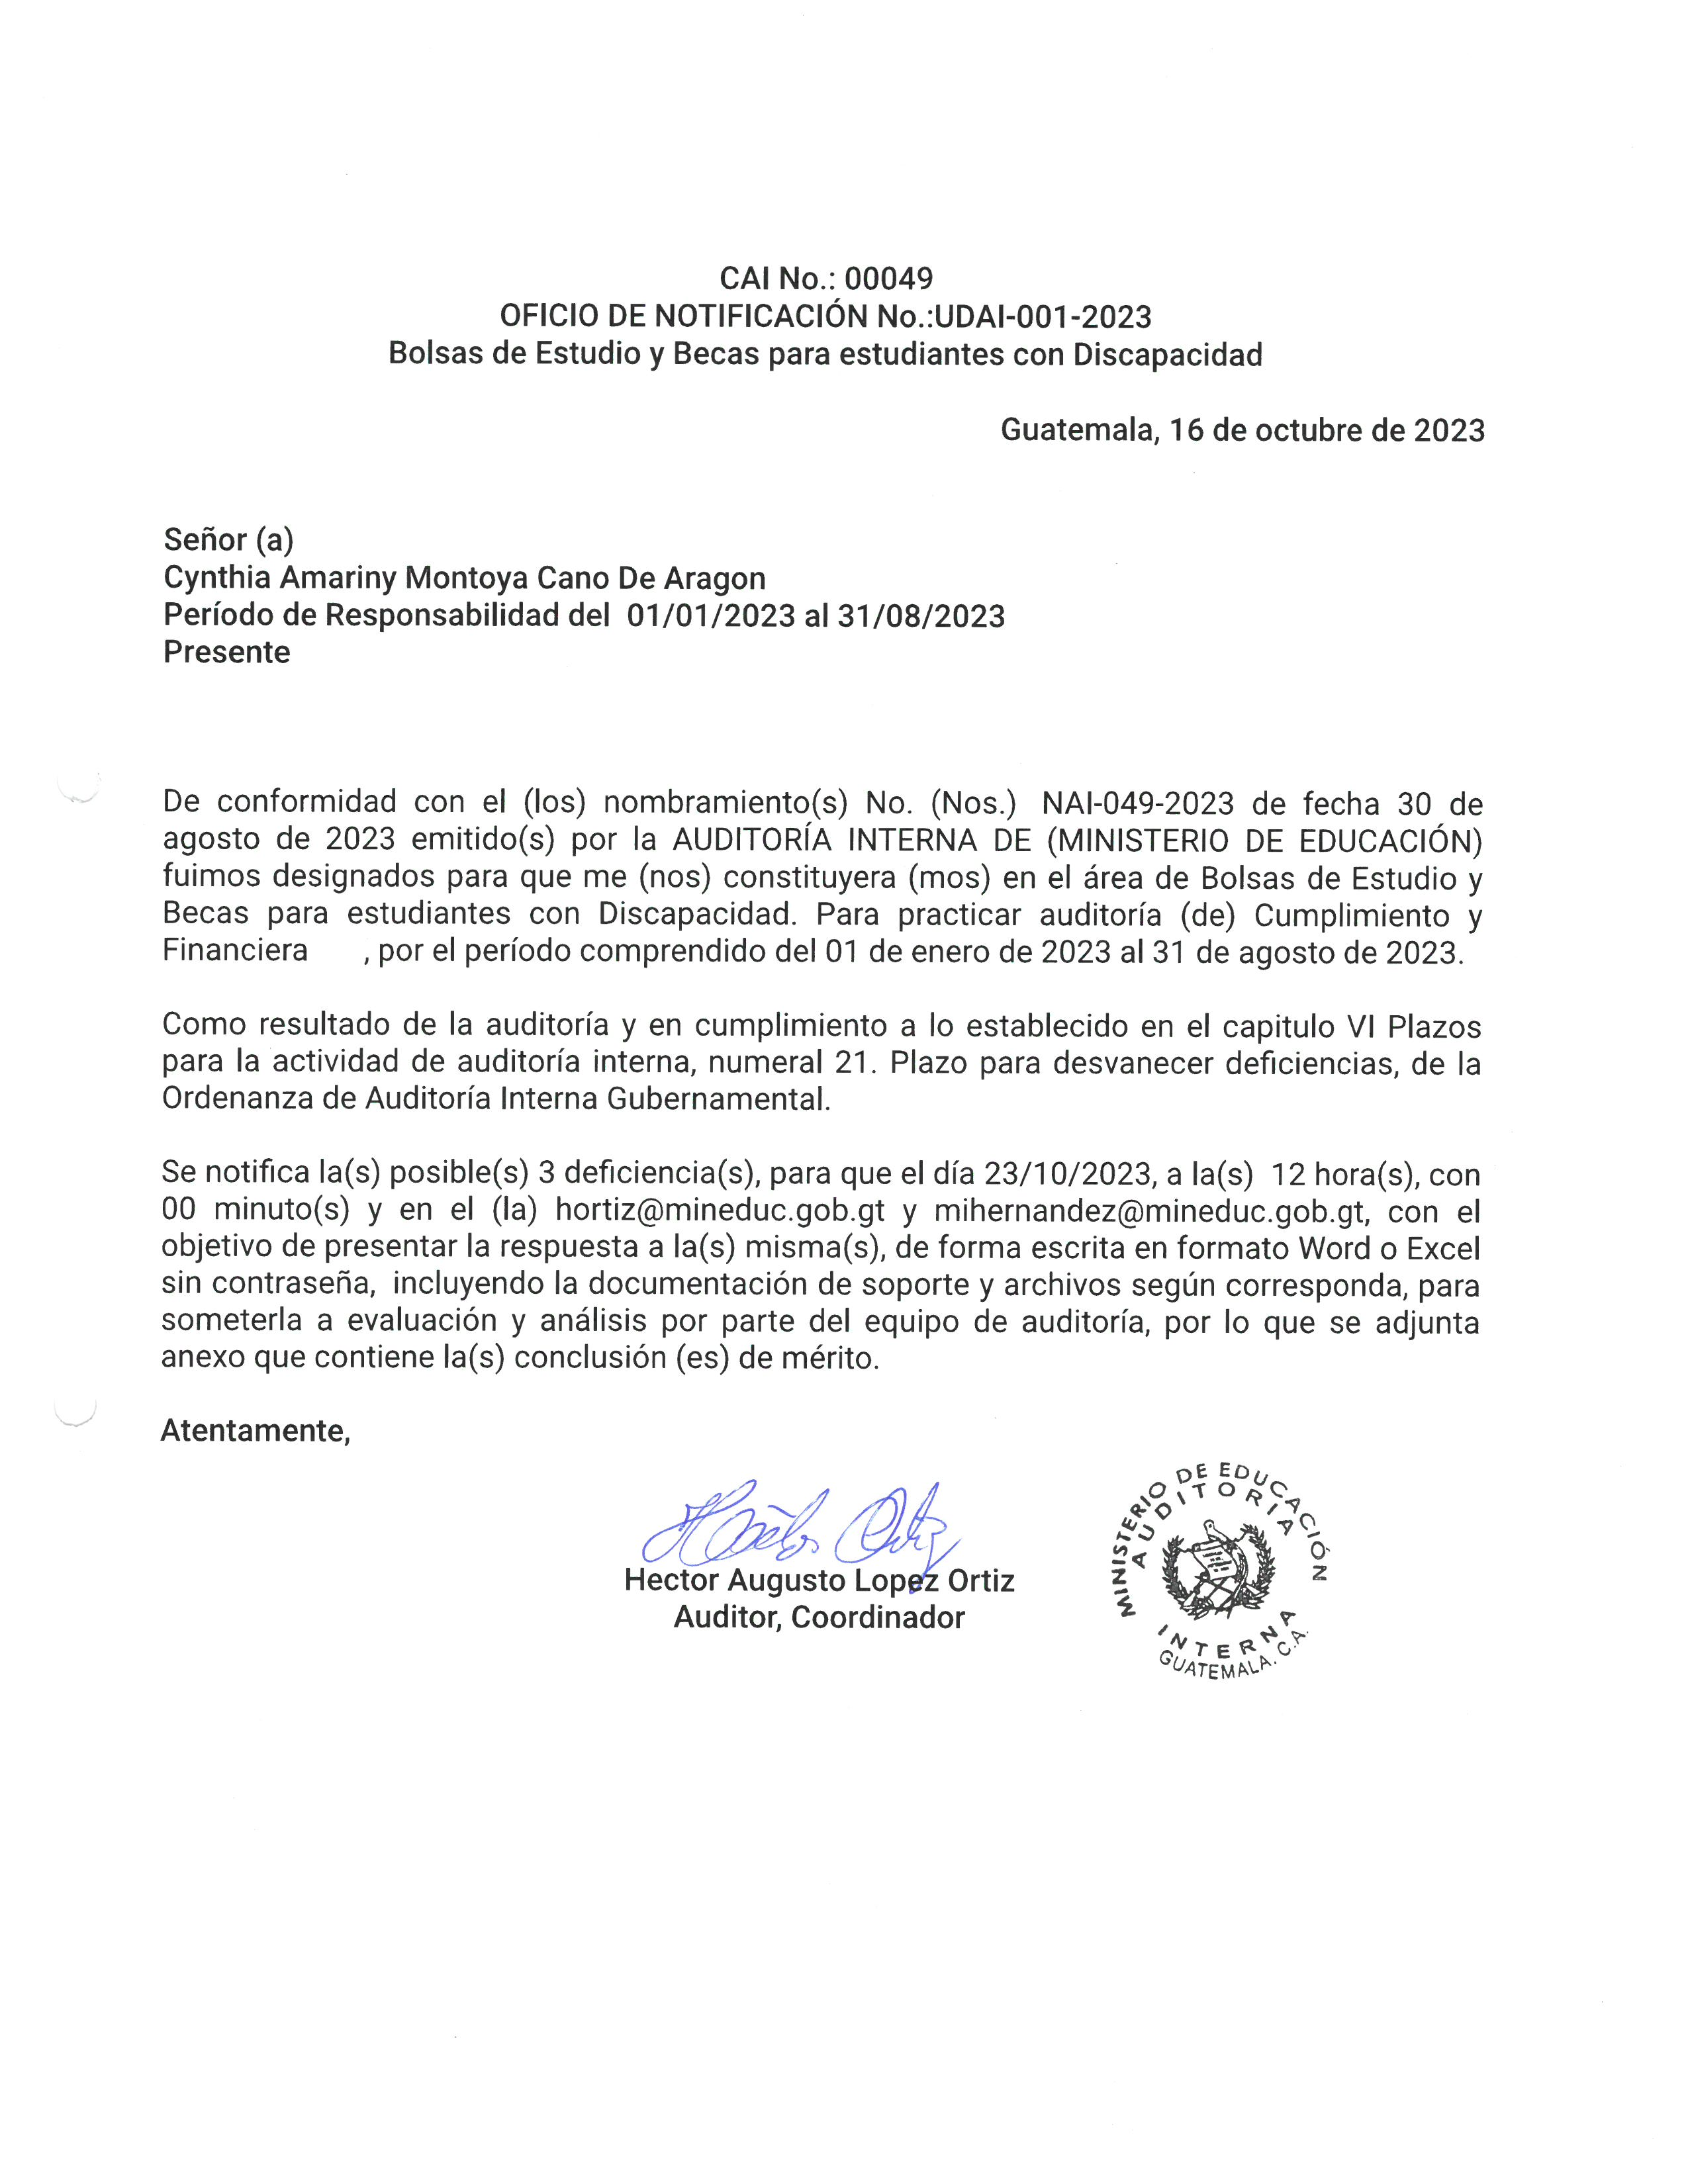 CAI No.: 00049
OFICIO DE NOTIFICACIÓN No.:UDAI-001-2023
Bolsas de Estudio y Becas para estudiantes con Discapacidad
Guatemala, 16 de octubre de 2023
Señor (a)
Cynthia Amariny Montoya Cano De Aragon
Período de Responsabilidad del 01/01/2023 al 31/08/2023
Presente
De conformidad con el (los) nombramiento(s) No. (Nos.) NAI-049-2023 de fecha 30 de
agosto de 2023 emitido(s) por la AUDITORÍA INTERNA DE (MINISTERIO DE EDUCACIÓN)
fuimos designados para que me (nos) constituyera (mos) en el área de Bolsas de Estudio y
Becas para estudiantes con Discapacidad. Para practicar auditoría (de) Cumplimiento y
Financiera , por el período comprendido del 01 de enero de 2023 al 31 de agosto de 2023.
Como resultado de la auditoría y en cumplimiento a lo establecido en el capitulo VI Plazos
para la actividad de auditoría interna, numeral 21. Plazo para desvanecer deficiencias, de la
Ordenanza de Auditoría Interna Gubernamental.
Se notifica la(s) posible(s) 3 deficiencia(s), para que el día 23/10/2023, a la(s) 12 hora(s), con
00 minuto(s) y en el (la) hortiz@mineduc.gob.gt y mihernandez@mineduc.gob.gt, con el
objetivo de presentar la respuesta a la(s) misma(s), de forma escrita en formato Word o Excel
sin contraseña, incluyendo la documentación de soporte y archivos según corresponda, para
someterla a evaluación y análisis por parte del equipo de auditoría, por lo que se adjunta
anexo que contiene la(s) conclusión (es) de mérito.
Atentamente,
Hector Augusto Lopez Ortiz
Auditor, Coordinador
MINISTERIO DE EDUCACIÓN
AUDITORIA
INTERNA
GUATEMALA, C.A.